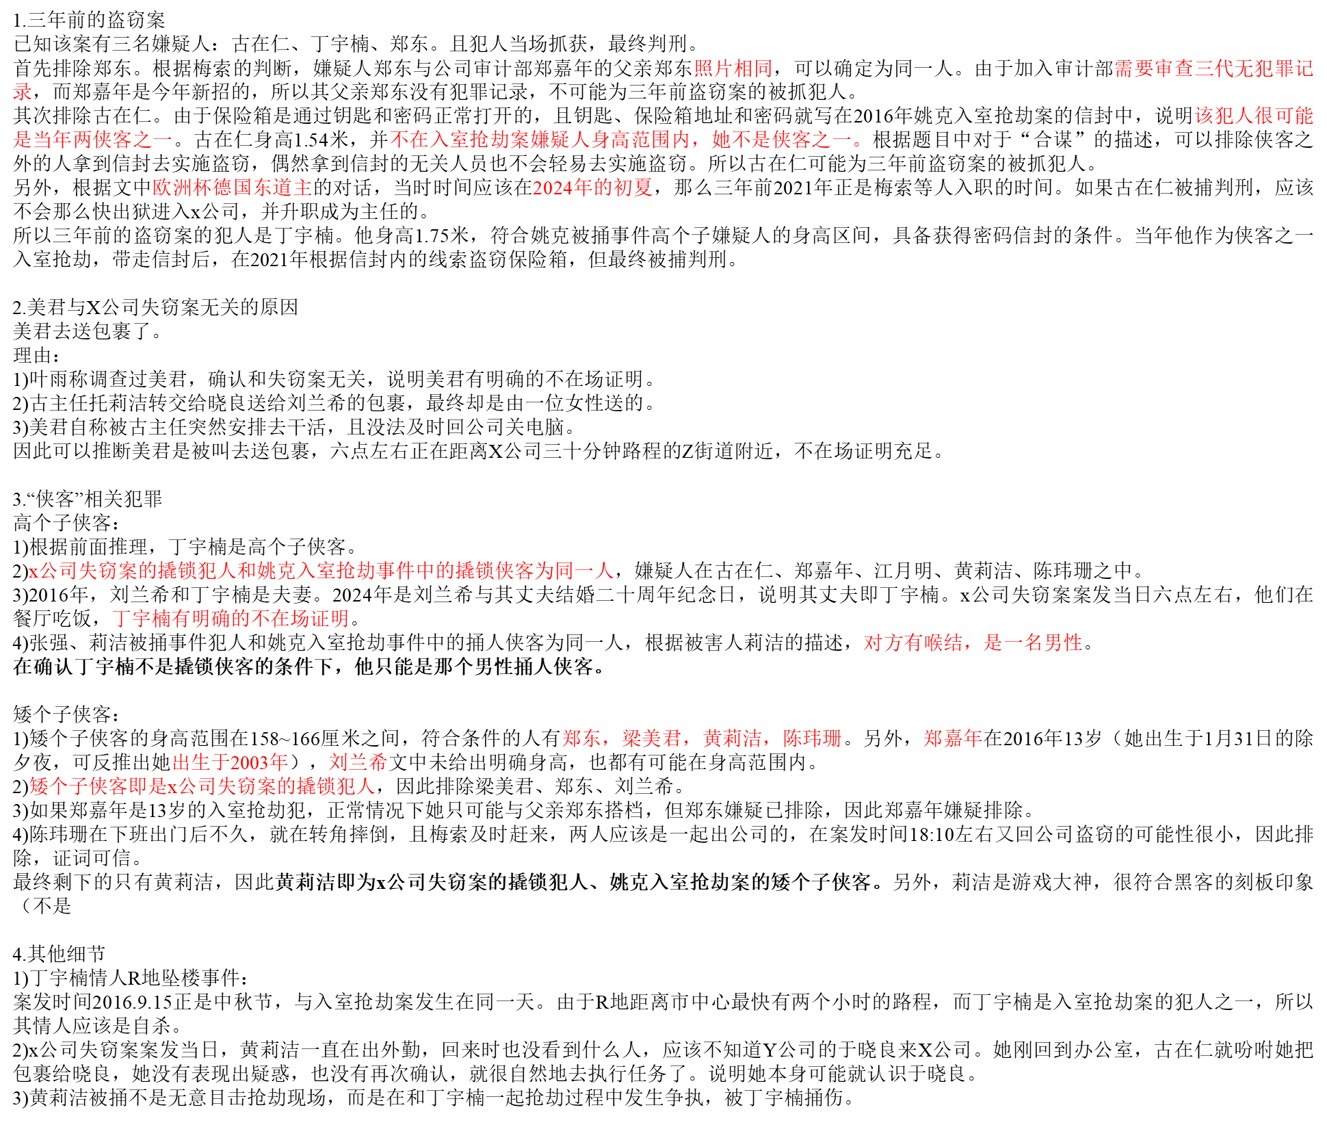 1.三年前的盗窃案
已知该案有三名嫌疑人：古在仁、丁宇楠、郑东。且犯人当场抓获，最终判刑。
首先排除郑东。根据梅索的判断，嫌疑人郑东与公司审计部郑嘉年的父亲郑东照片相同，可以确定为同一人。由于加入审计部需要审查三代无犯罪记
录，而郑嘉年是今年新招的，所以其父亲郑东没有犯罪记录，不可能为三年前盗窃案的被抓犯人。
其次排除古在仁。由于保险箱是通过钥匙和密码正常打开的，且钥匙、保险箱地址和密码就写在2016年姚克入室抢劫案的信封中，说明该犯人很可能
是当年两侠客之一。古在仁身高1.54米，并不在入室抢劫案嫌疑人身高范围内，她不是侠客之一。根据题目中对于“合谋”的描述，可以排除侠客之
外的人拿到信封去实施盗窃，偶然拿到信封的无关人员也不会轻易去实施盗窃。所以古在仁可能为三年前盗窃案的被抓犯人。
另外，根据文中欧洲杯德国东道主的对话，当时时间应该在2024年的初夏，那么三年前2021年正是梅索等人入职的时间。如果古在仁被捕判刑，应该
不会那么快出狱进入x公司，并升职成为主任的。
所以三年前的盗窃案的犯人是丁宇楠。他身高1.75米，符合姚克被捅事件高个子嫌疑人的身高区间，具备获得密码信封的条件。当年他作为侠客之一
入室抢劫，带走信封后，在2021年根据信封内的线索盗窃保险箱，但最终被捕判刑。
2.美君与X公司失窃案无关的原因
美君去送包裹了。
理由：
1)叶雨称调查过美君，确认和失窃案无关，说明美君有明确的不在场证明。
2)古主任托莉洁转交给晓良送给刘兰希的包裹，最终却是由一位女性送的。
3)美君自称被古主任突然安排去干活，且没法及时回公司关电脑。
因此可以推断美君是被叫去送包裹，六点左右正在距离X公司三十分钟路程的Z街道附近，不在场证明充足。
3.“侠客”相关犯罪
高个子侠客：
1)根据前面推理，丁宇楠是高个子侠客。
2)x公司失窃案的撬锁犯人和姚克入室抢劫事件中的撬锁侠客为同一人，嫌疑人在古在仁、郑嘉年、江月明、黄莉洁、陈玮珊之中。
3)2016年，刘兰希和丁宇楠是夫妻。2024年是刘兰希与其丈夫结婚二十周年纪念日，说明其丈夫即丁宇楠。x公司失窃案案发当日六点左右，他们在
餐厅吃饭，丁宇楠有明确的不在场证明。
4)张强、莉洁被捅事件犯人和姚克入室抢劫事件中的捅人侠客为同一人，根据被害人莉洁的描述，对方有喉结，是一名男性。
在确认丁宇楠不是撬锁侠客的条件下，他只能是那个男性捅人侠客。
矮个子侠客：
1)矮个子侠客的身高范围在158~166厘米之间，符合条件的人有郑东，梁美君，黄莉洁，陈玮珊。另外，郑嘉年在2016年13岁（她出生于1月31日的除
夕夜，可反推出她出生于2003年），刘兰希文中未给出明确身高，也都有可能在身高范围内。
2)矮个子侠客即是x公司失窃案的撬锁犯人，因此排除梁美君、郑东、刘兰希。
3)如果郑嘉年是13岁的入室抢劫犯，正常情况下她只可能与父亲郑东搭档，但郑东嫌疑已排除，因此郑嘉年嫌疑排除。
4)陈玮珊在下班出门后不久，就在转角摔倒，且梅索及时赶来，两人应该是一起出公司的，在案发时间18:10左右又回公司盗窃的可能性很小，因此排
除，证词可信。
最终剩下的只有黄莉洁，因此黄莉洁即为x公司失窃案的撬锁犯人、姚克入室抢劫案的矮个子侠客。另外，莉洁是游戏大神，很符合黑客的刻板印象
（不是
4.其他细节
1)丁宇楠情人R地坠楼事件：
案发时间2016.9.15正是中秋节，与入室抢劫案发生在同一天。由于R地距离市中心最快有两个小时的路程，而丁宇楠是入室抢劫案的犯人之一，所以
其情人应该是自杀。
2)x公司失窃案案发当日，黄莉洁一直在出外勤，回来时也没看到什么人，应该不知道Y公司的于晓良来X公司。她刚回到办公室，古在仁就吩咐她把
包裹给晓良，她没有表现出疑惑，也没有再次确认，就很自然地去执行任务了。说明她本身可能就认识于晓良。
3)黄莉洁被捅不是无意目击抢劫现场，而是在和丁宇楠一起抢劫过程中发生争执，被丁宇楠捅伤。